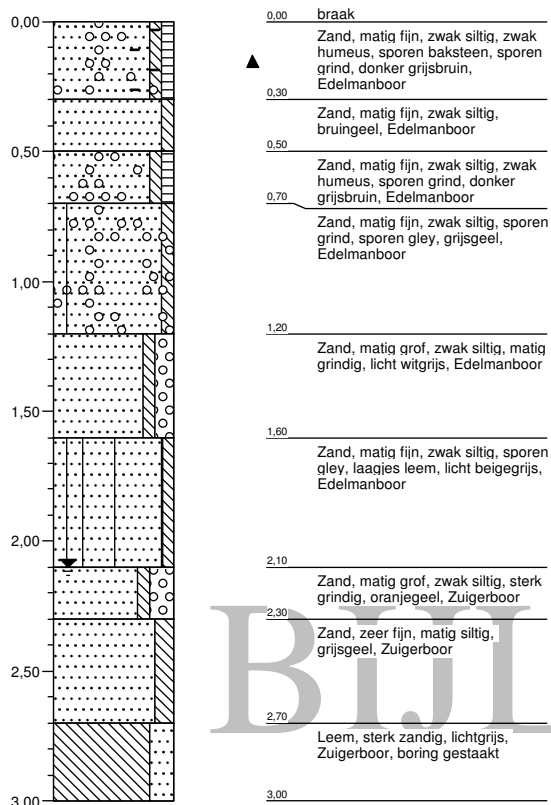 0,00
0,50
1,00
1,50
2,00
2,50
3,00
0,00
braak
Zand, matig fijn, zwak siltig, zwak
humeus, sporen baksteen, sporen
grind, donker grijsbruin,
Edelmanboor
0,30
Zand, matig fijn, zwak siltig,
bruingeel, Edelmanboor
0,50
Zand, matig fijn, zwak siltig, zwak
humeus, sporen grind, donker
grijsbruin, Edelmanboor
0,70
Zand, matig fijn, zwak siltig, sporen
grind, sporen gley, grijsgeel,
Edelmanboor
1,20
Zand, matig grof, zwak siltig, matig
grindig, licht witgrijs, Edelmanboor
1,60
Zand, matig fijn, zwak siltig, sporen
gley, laagjes leem, licht beigegrijs,
Edelmanboor
2,10
Zand, matig grof, zwak siltig, sterk
grindig, oranjegeel, Zuigerboor
2,30
Zand, zeer fijn, matig siltig,
grijsgeel, Zuigerboor
2,70
Leem, sterk zandig, lichtgrijs,
Zuigerboor, boring gestaakt
3,00
BIJL